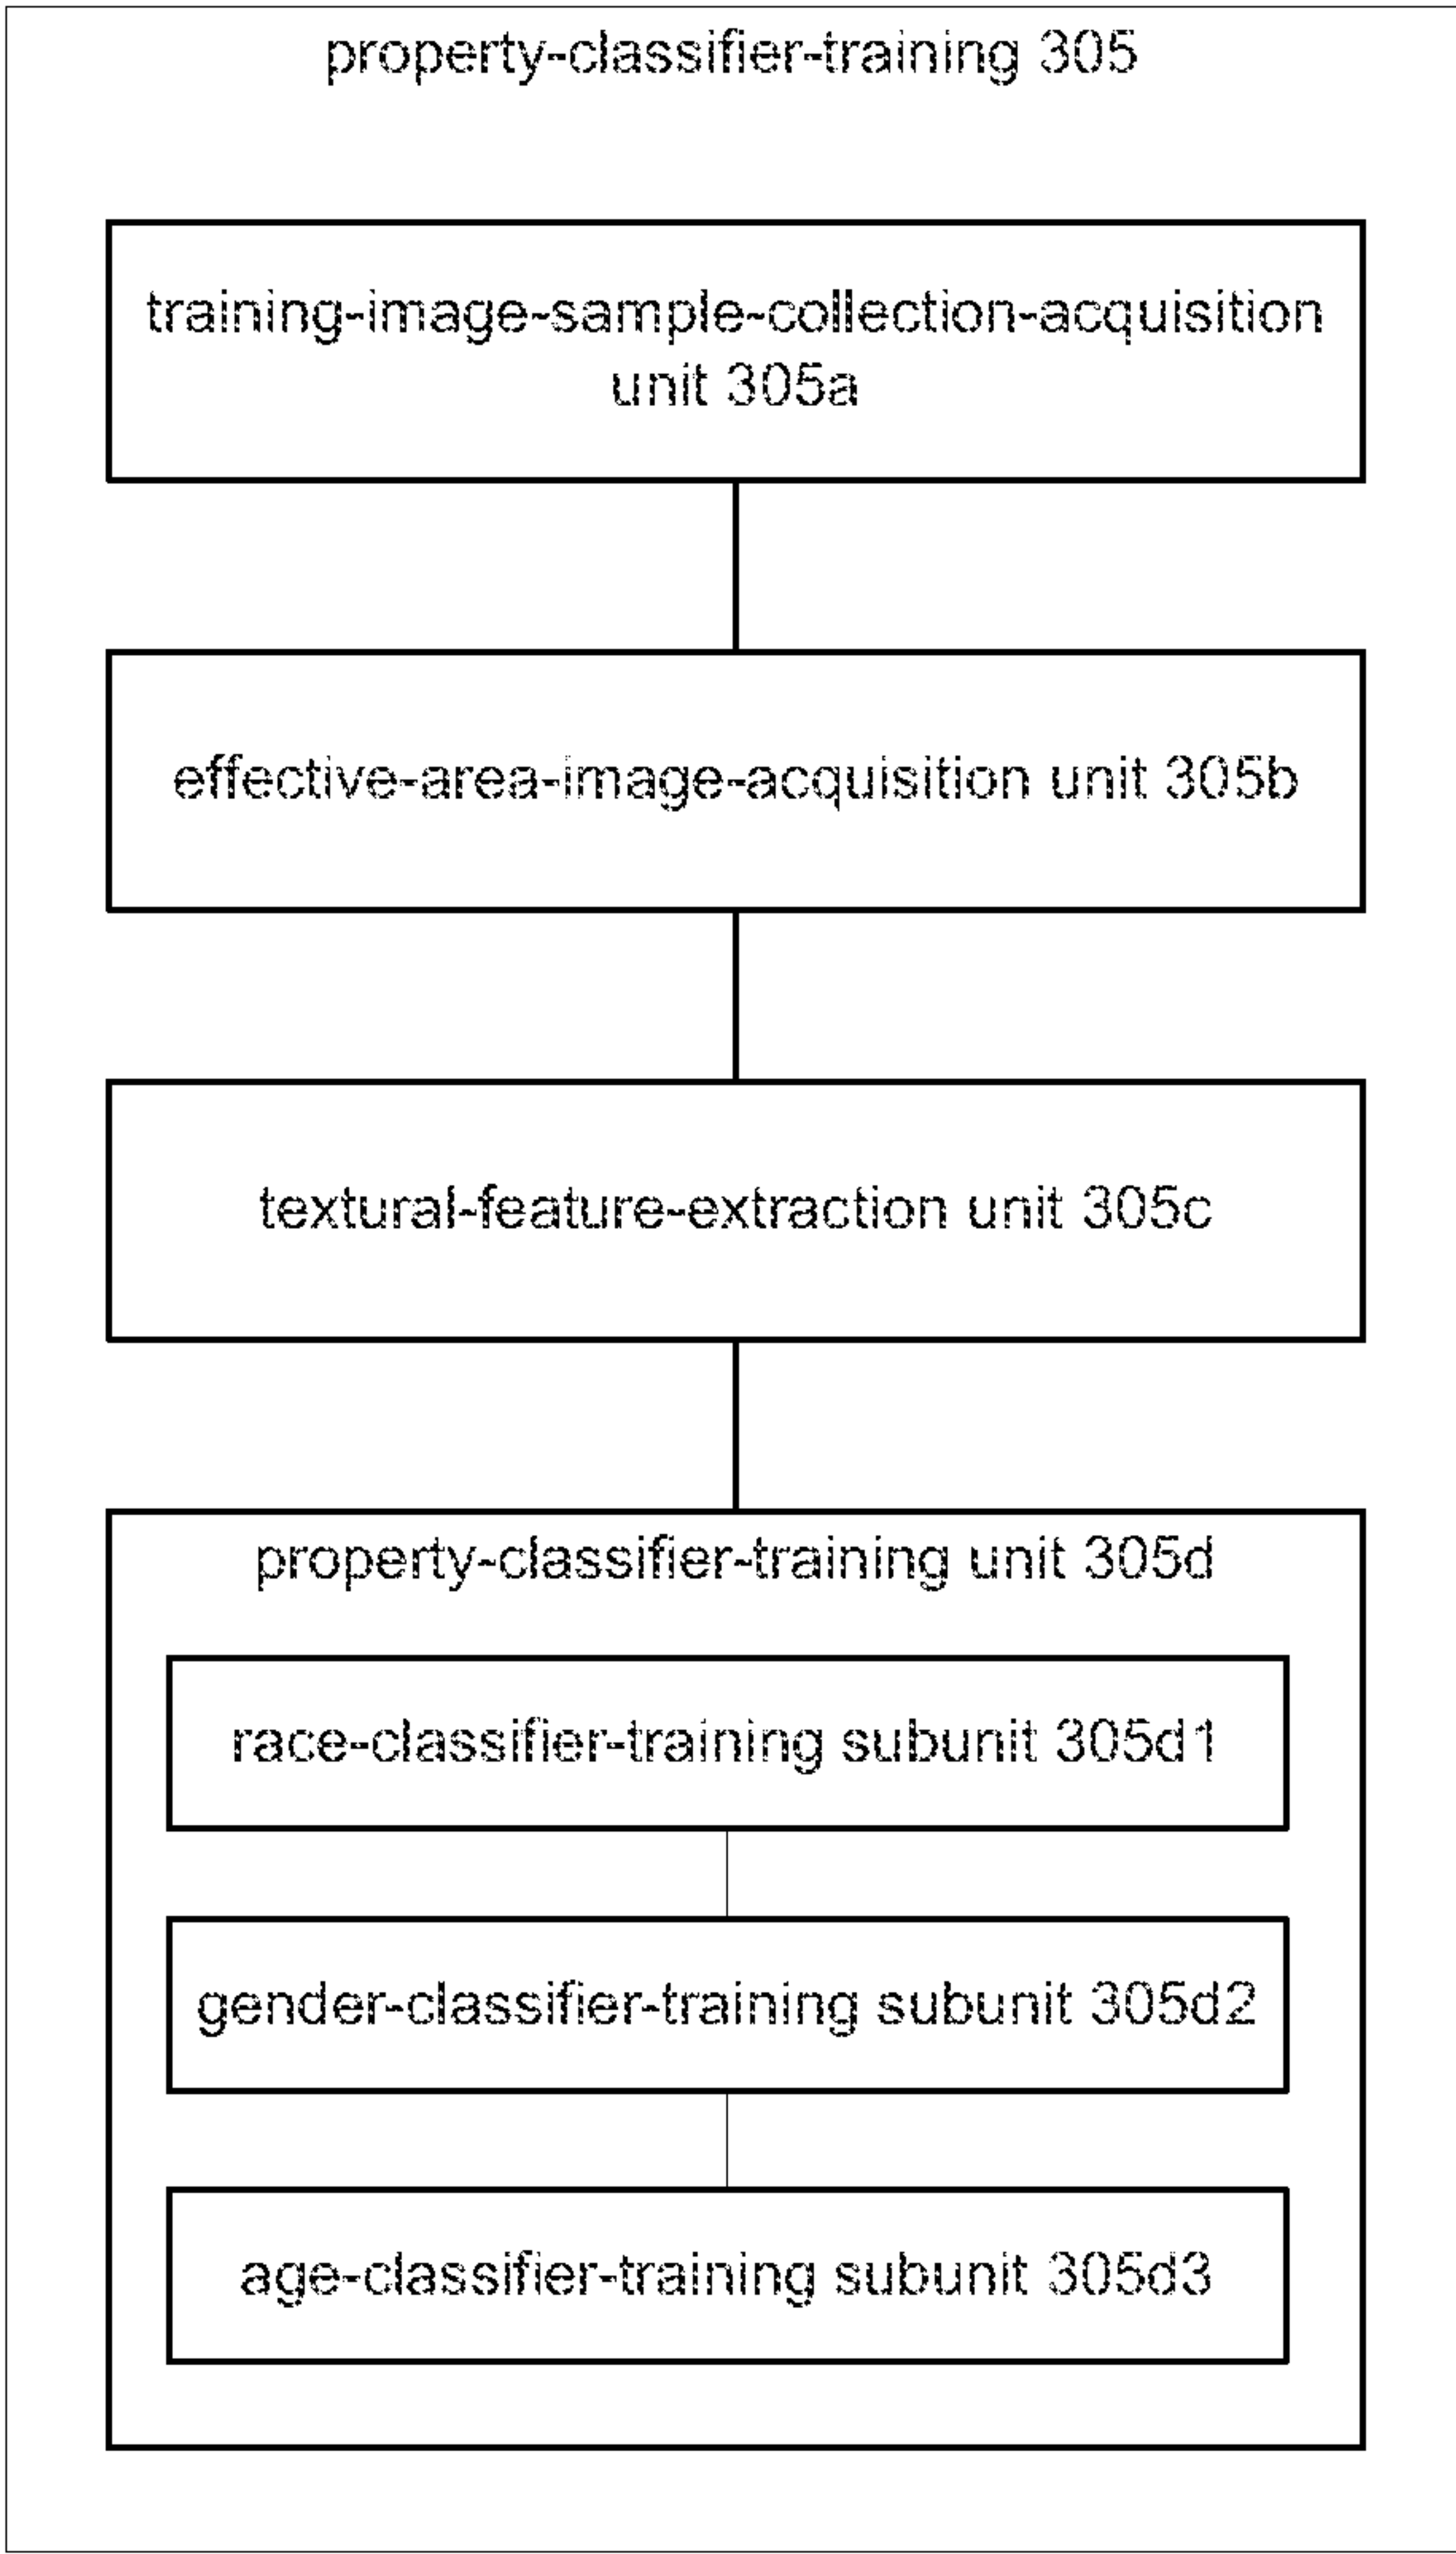 property-classifier-training 305
training-image-sample-collection-acquisition
unit 305a
effective-area-image-acquisition unit 305b
textural-feature-extraction unit 305c
property-classifier-training unit 305d
race-classifier-training subunit 305d1
gender-classifier-training subunit 305d2
age-classifier-training subunit 305d3